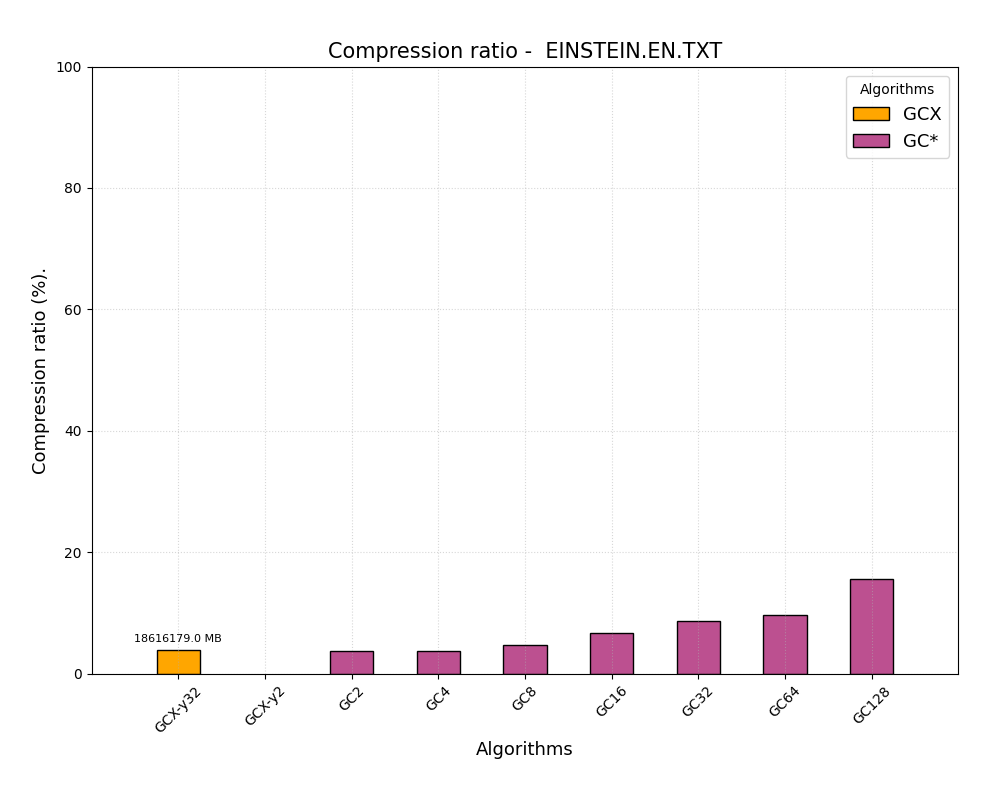 Compression ratio -  EINSTEIN.EN.TXT
100
80
60
40
20
0
Compression ratio (%).
Algorithms
GCX
GC*
18616179.0 MB
GCX-y32
GCX-y2
GC2
GC4
GC8
GC16
GC32
GC64
GC128
Algorithms